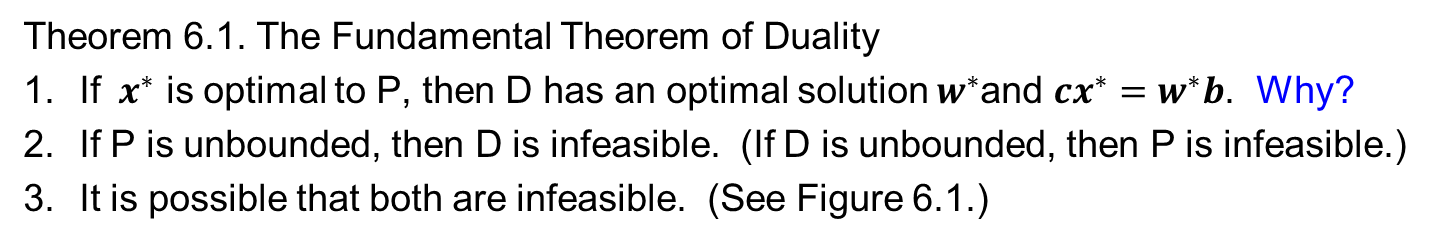 Theorem 6.1. The Fundamental Theorem of Duality
1. If x* is optimal to P, then D has an optimal solution w*and cx* = w*b. Why?
2. If P is unbounded, then D is infeasible. (If D is unbounded, then P is infeasible.)
3. It is possible that both are infeasible. (See Figure 6.1.)